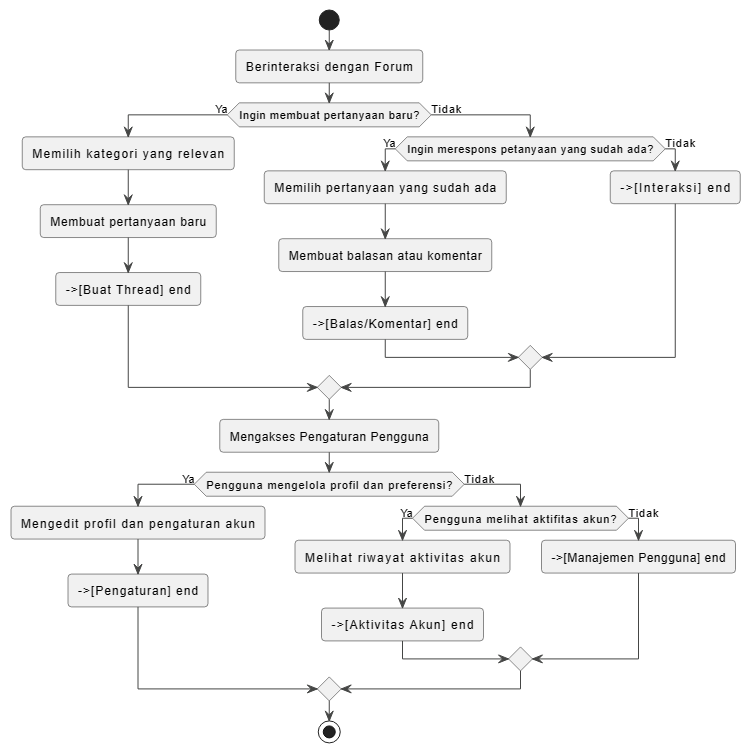 Berinteraksi dengan Forum
Ya
Ingin membuat pertanyaan baru?
Tidak
Memilih kategori yang relevan
Membuat pertanyaan baru
->[Buat Thread] end
Ya
Ingin merespons petanyaan yang sudah ada?
Tidak
Memilih pertanyaan yang sudah ada
Membuat balasan atau komentar
->[Balas/Komentar] end
->[Interaksi] end
Mengakses Pengaturan Pengguna
Ya
Pengguna mengelola profil dan preferensi?
Tidak
Mengedit profil dan pengaturan akun
->[Pengaturan] end
Ya
Pengguna melihat aktifitas akun?
Tidak
Melihat riwayat aktivitas akun
->[Aktivitas Akun] end
->[Manajemen Pengguna] end